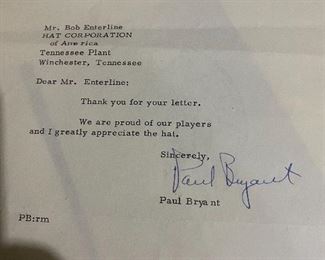 Mr. Bob Enterline
HAT CORPORATION
of America
Tennessee Plant
Winchester, Tennessee
Dear Mr. Enterline:
Thank you for your letter.
We are proud of our players
and I greatly appreciate the hat.
Sincerely,
Paul Bryant
Paul Bryant
PB:rm